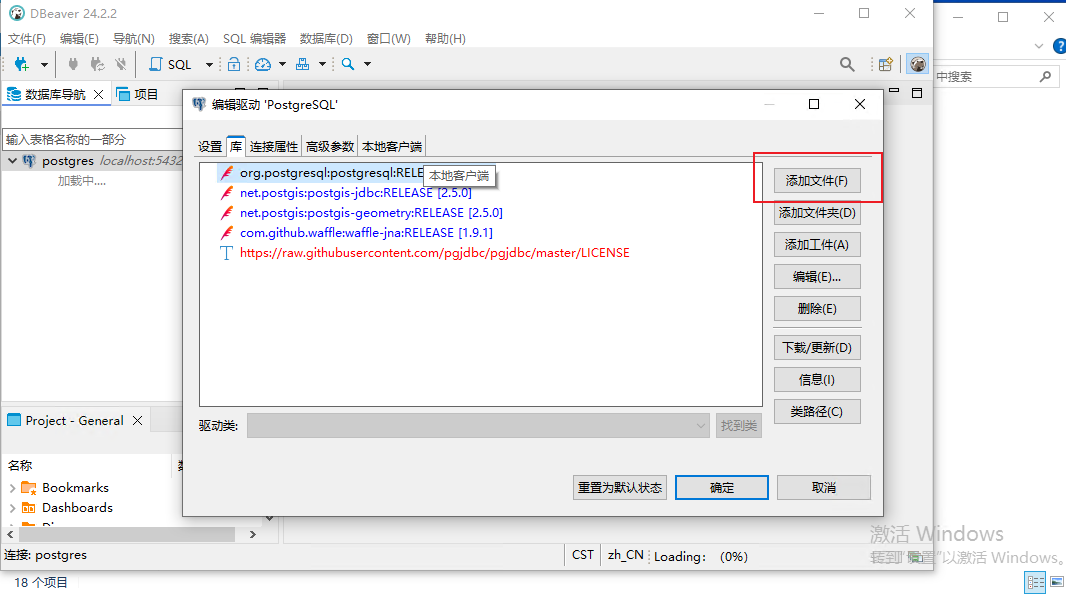 DBeaver 24.2.2
文件(F) 编辑(E) 导航(N) 搜索(A) SQL 编辑器 数据库(D) 窗口(W) 帮助(H)
SQL
数据库导航 项目
中搜索
输入表格名称的一部分
postgres localhost:5432
加载中....
编辑驱动 'PostgreSQL'
设置 库 连接属性 高级参数 本地客户端
org.postgresql:postgresql:RELE
本地客户端
net.postgis:postgis-jdbc:RELEASE [2.5.0]
net.postgis:postgis-geometry:RELEASE [2.5.0]
com.github.waffle:waffle-jna:RELEASE [1.9.1]
https://raw.githubusercontent.com/pgjdbc/pgjdbc/master/LICENSE
添加文件(F)
添加文件夹(D)
添加工件(A)
编辑(E)...
删除(E)
下载/更新(D)
信息(I)
类路径(C)
驱动类: 找到类
重置为默认状态 确定 取消
Project - General
名称
Bookmarks
Dashboards
连接: postgres
CST zh_CN Loading: (0%)
激活 Windows
转到"设置"以激活 Windows。
18 个项目